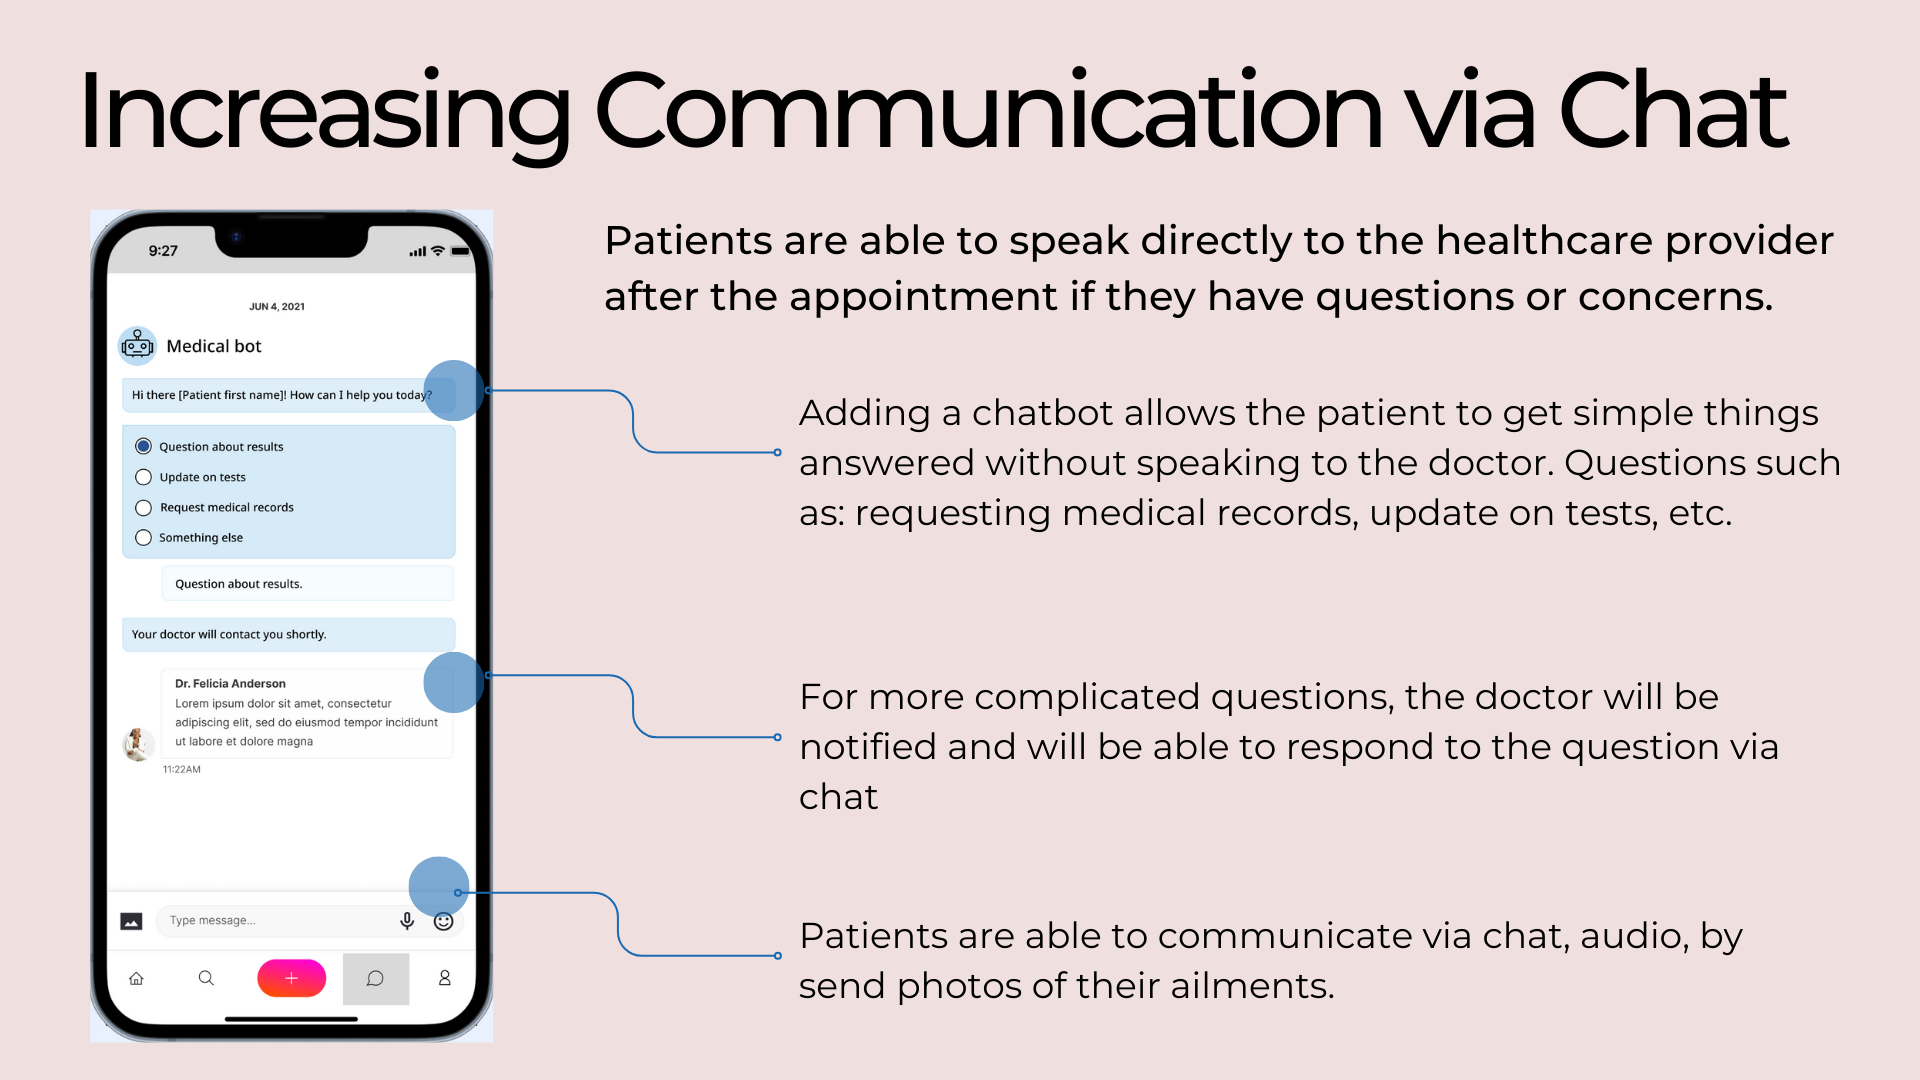 Increasing Communication via Chat
9:27
JUN 4, 2021
Medical bot
Hi there [Patient first name]! How can I help you today?
Question about results
Update on tests
Request medical records
Something else
Question about results.
Your doctor will contact you shortly.
Dr. Felicia Anderson
Lorem ipsum dolor sit amet, consectetur
adipiscing elit, sed do eiusmod tempor incididunt
ut labore et dolore magna
11:22AM
Type message...
Patients are able to speak directly to the healthcare provider
after the appointment if they have questions or concerns.
Adding a chatbot allows the patient to get simple things
answered without speaking to the doctor. Questions such
as: requesting medical records, update on tests, etc.
For more complicated questions, the doctor will be
notified and will be able to respond to the question via
chat
Patients are able to communicate via chat, audio, by
send photos of their ailments.